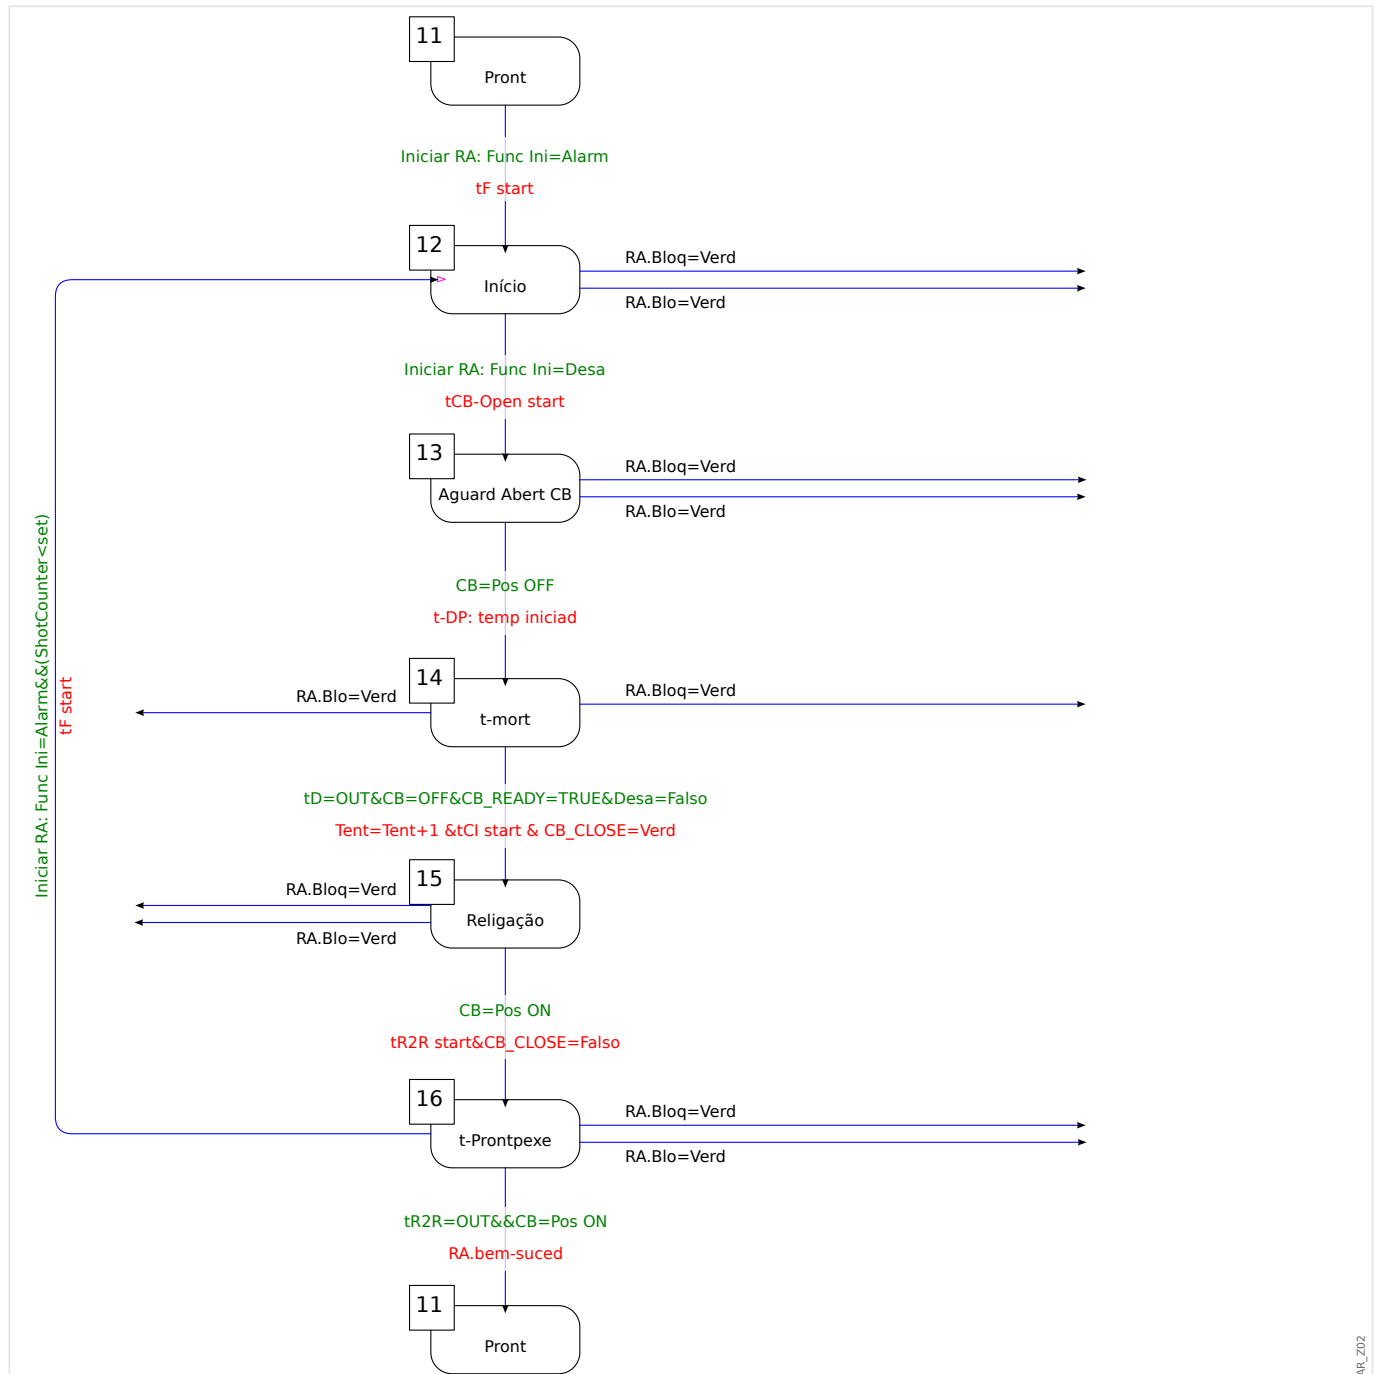 11
Pront
Iniciar RA: Func Ini=Alarm
tF start
12
Início
RA.Bloq=Verd
RA.Blo=Verd
Iniciar RA: Func Ini=Desa
tCB-Open start
13
Aguard Abert CB
RA.Bloq=Verd
RA.Blo=Verd
CB=Pos OFF
t-DP: temp iniciad
Iniciar RA: Func Ini=Alarm&&(ShotCounter<set)
tF start
14
t-mort
RA.Blo=Verd
RA.Bloq=Verd
tD=OUT&CB=OFF&CB_READY=TRUE&Desa=Falso
Tent=Tent+1 &tCI start & CB_CLOSE=Verd
15
Religação
RA.Bloq=Verd
RA.Blo=Verd
CB=Pos ON
tR2R start&CB_CLOSE=Falso
16
t-Prontpexe
RA.Bloq=Verd
RA.Blo=Verd
tR2R=OUT&&CB=Pos ON
RA.bem-suced
11
Pront
AR_Z02